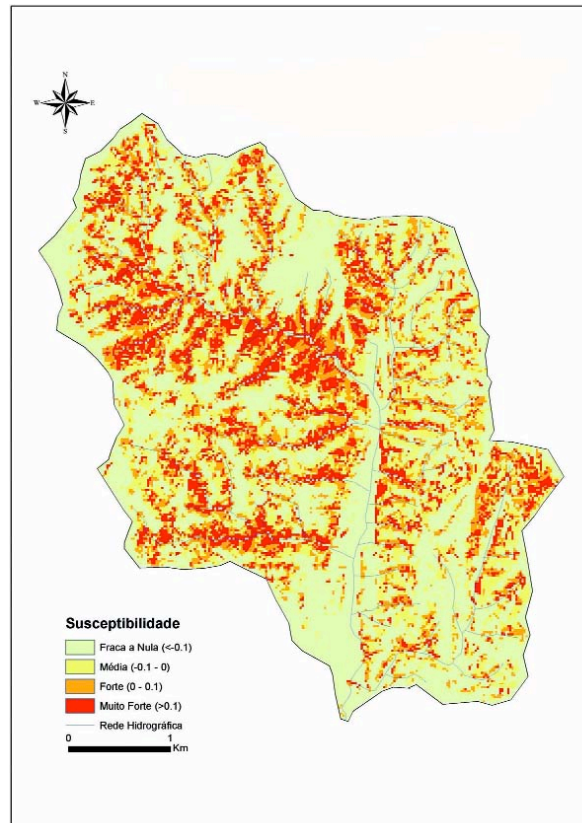 N
W E
S
Susceptibilidade
Fraca a Nula (<-0.1)
Média (-0.1 - 0)
Forte (0 - 0.1)
Muito Forte (>0.1)
Rede Hidrográfica
0 1
Km